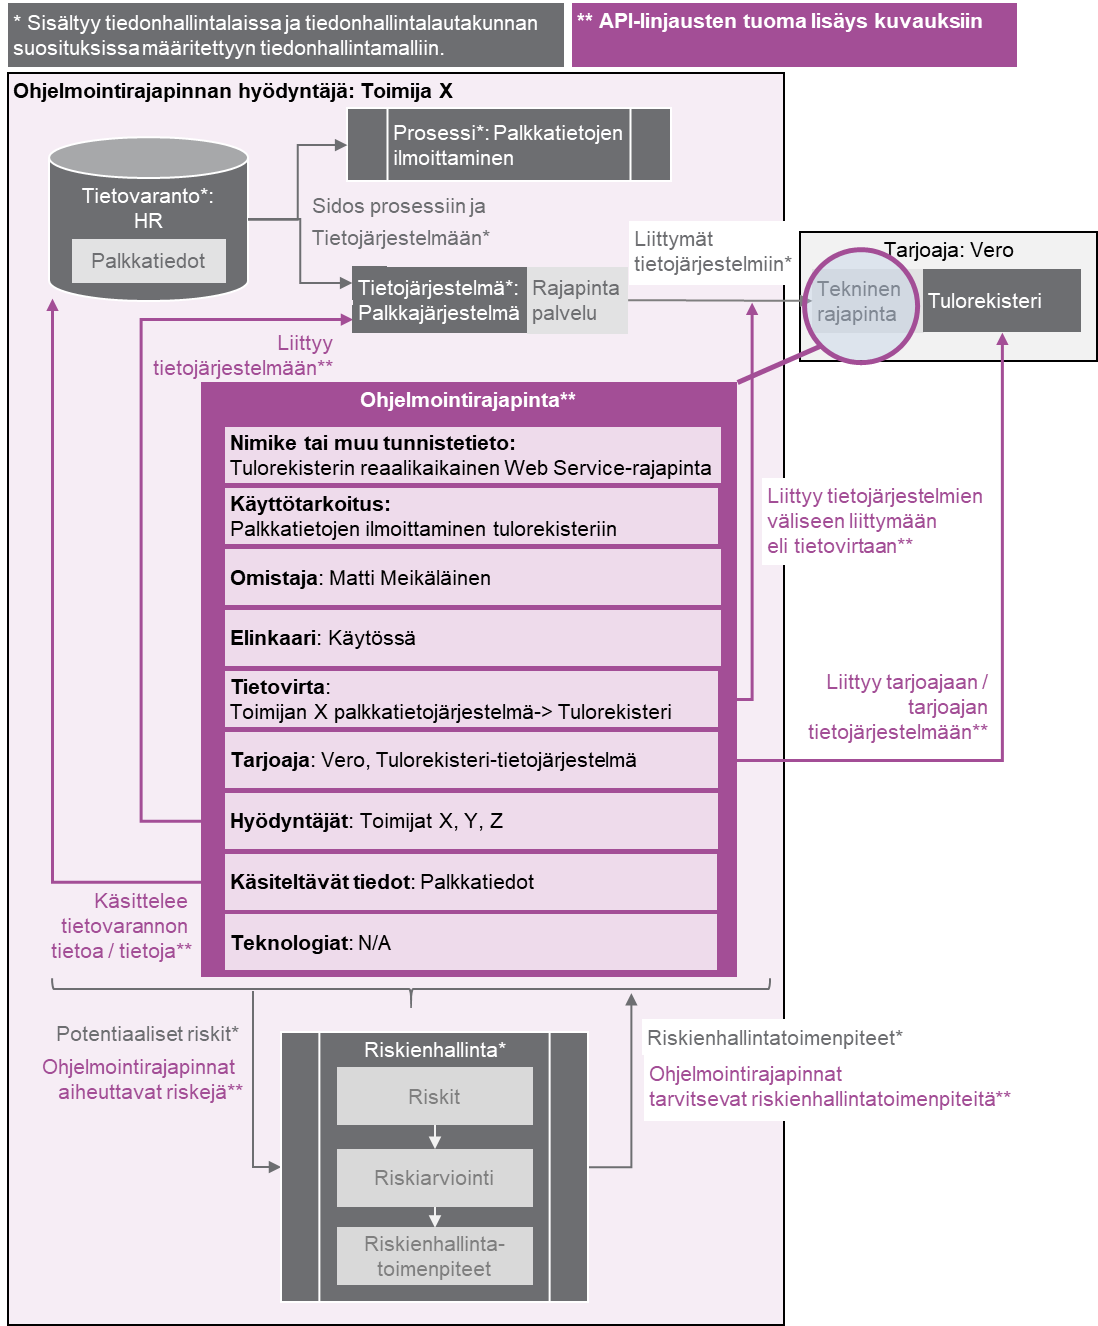 * Sisältyy tiedonhallintalaissa ja tiedonhallintalautakunnan
suosituksissa määritettyyn tiedonhallintamalliin.
** API-linjausten tuoma lisäys kuvauksiin
Ohjelmointirajapinnan hyödyntäjä: Toimija X
Prosessi*: Palkkatietojen
ilmoittaminen
Tietovaranto*:
HR
Palkkatiedot
Sidos prosessiin ja
Tietojärjestelmään*
Liittymät
tietojärjestelmiin*
Tarjoaja: Vero
Tietojärjestelmä*:
Palkkajärjestelmä
Rajapinta
palvelu
Tekninen
rajapinta
Tulorekisteri
Liittyy
tietojärjestelmään**
Ohjelmointirajapinta**
Nimike tai muu tunnistetieto:
Tulorekisterin reaalikaikainen Web Service-rajapinta
Käyttötarkoitus:
Palkkatietojen ilmoittaminen tulorekisteriin
Omistaja: Matti Meikäläinen
Elinkaari: Käytössä
Tietovirta:
Toimijan X palkkatietojärjestelmä-> Tulorekisteri
Tarjoaja: Vero, Tulorekisteri-tietojärjestelmä
Hyödyntäjät: Toimijat X, Y, Z
Käsiteltävät tiedot: Palkkatiedot
Teknologiat: N/A
Liittyy tietojärjestelmien
väliseen liittymään
eli tietovirtaan**
Liittyy tarjoajaan /
tarjoajan
tietojärjestelmään**
Käsittelee
tietovarannon
tietoa / tietoja**
Potentiaaliset riskit*
Ohjelmointirajapinnat
aiheuttavat riskejä**
Riskienhallinta*
Riskit
Riskiarviointi
Riskienhallinta-
toimenpiteet
Riskienhallintatoimenpiteet*
Ohjelmointirajapinnat
tarvitsevat riskienhallintatoimenpiteitä**